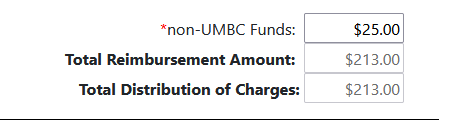 *non-UMBC Funds: $25.00
Total Reimbursement Amount: $213.00
Total Distribution of Charges: $213.00